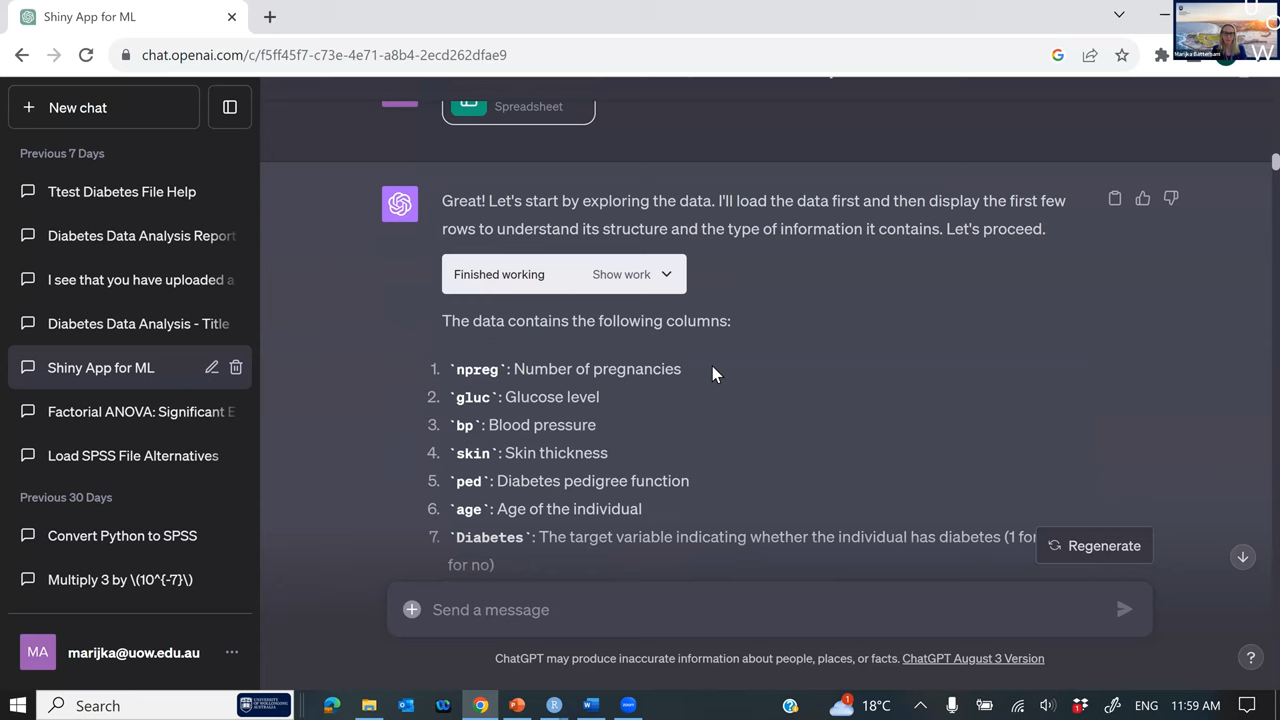 Shiny App for ML
chat.openai.com/c/f5ff45f7-c73e-4e71-a8b4-2ecd262dfae9
Marijka Batterham
New chat
Spreadsheet
Previous 7 Days
Ttest Diabetes File Help
Diabetes Data Analysis Report
I see that you have uploaded a
Diabetes Data Analysis - Title
Shiny App for ML
Factorial ANOVA: Significant E
Load SPSS File Alternatives
Previous 30 Days
Convert Python to SPSS
Multiply 3 by \(10^{-7}\)
MA marijka@uow.edu.au
Great! Let's start by exploring the data. I'll load the data first and then display the first few
rows to understand its structure and the type of information it contains. Let's proceed.
Finished working Show work
The data contains the following columns:
1. `npreg`: Number of pregnancies
2. `gluc`: Glucose level
3. `bp`: Blood pressure
4. `skin`: Skin thickness
5. `ped`: Diabetes pedigree function
6. `age`: Age of the individual
7. `Diabetes`: The target variable indicating whether the individual has diabetes (1 for
for no)
Regenerate
Send a message
ChatGPT may produce inaccurate information about people, places, or facts. ChatGPT August 3 Version
?
Search
UNIVERSITY OF WOLLONGONG AUSTRALIA
1
18°C
ENG
11:59 AM